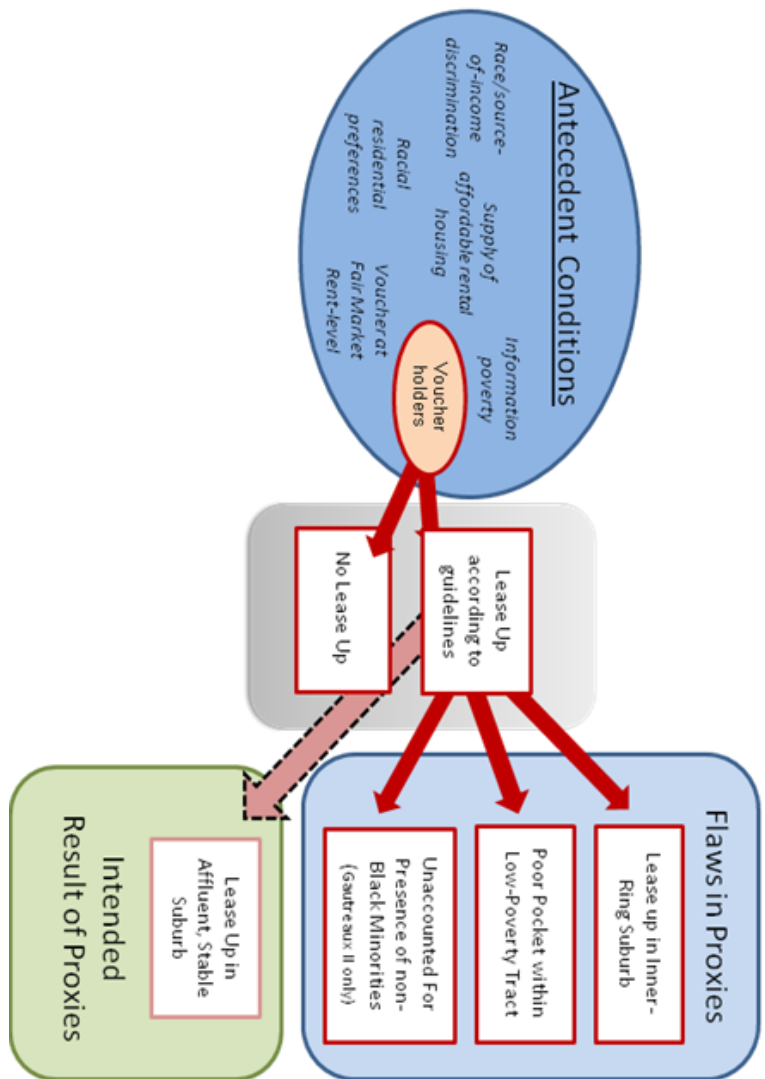 Antecedent Conditions
Race/source-
of-income
discrimination
Supply of
affordable rental
housing
Information
poverty
Racial
residential
preferences
Voucher at
Fair Market
Rent-level
Voucher
holders
Lease Up
according to
guidelines
No Lease Up
Flaws in Proxies
Lease up in Inner-
Ring Suburb
Poor Pocket within
Low-Poverty Tract
Unaccounted For
Presence of non-
Black Minorities
(Gautreaux II only)
Lease Up in
Affluent, Stable
Suburb
Intended
Result of Proxies